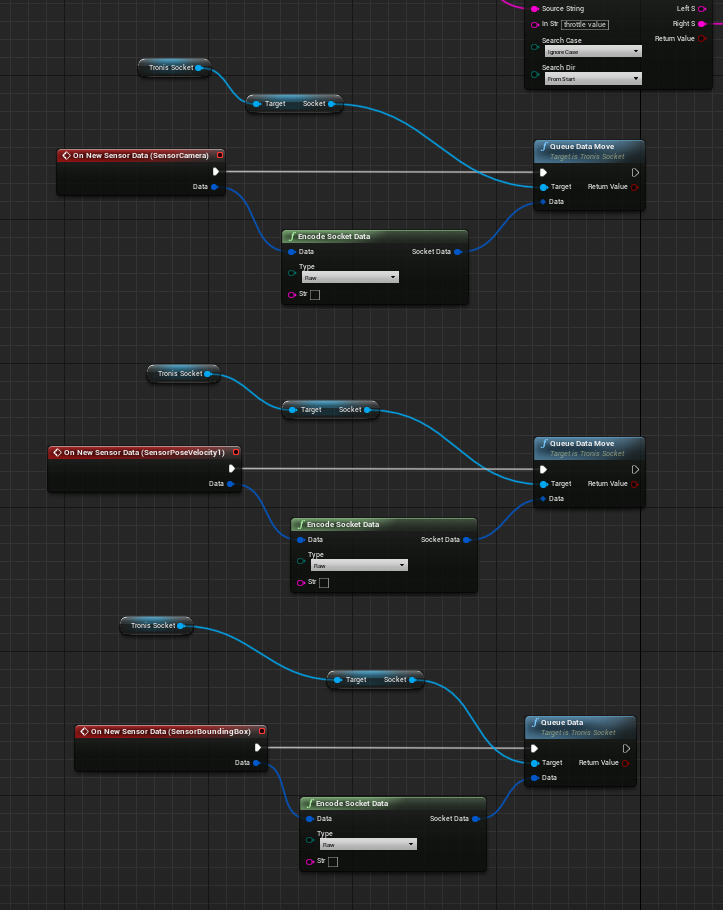 Source String Left S
In Str throttle value Right S
Return Value
Search Case
Ignore Case
Search Dir
From Start
Tronis Socket
Target Socket
On New Sensor Data (SensorCamera)
Data
Queue Data Move
Target is Tronis Socket
Target Return Value
Data
Encode Socket Data
Data Socket Data
Type
Raw
Str
Tronis Socket
Target Socket
On New Sensor Data (SensorPoseVelocity1)
Data
Queue Data Move
Target is Tronis Socket
Target Return Value
Data
Encode Socket Data
Data Socket Data
Type
Raw
Str
Tronis Socket
Target Socket
On New Sensor Data (SensorBoundingBox)
Data
Queue Data
Target is Tronis Socket
Target Return Value
Data
Encode Socket Data
Data Socket Data
Type
Raw
Str